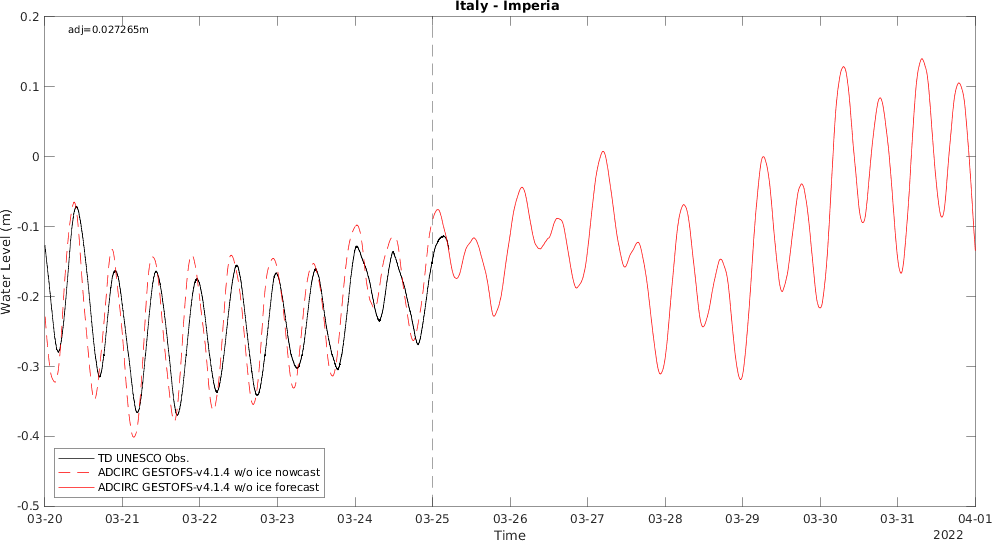 Italy - Imperia
adj=0.027265m
0.2
0.1
0
-0.1
-0.2
-0.3
-0.4
-0.5
Water Level (m)
TD UNESCO Obs.
ADCIRC GESTOFS-v4.1.4 w/o ice nowcast
ADCIRC GESTOFS-v4.1.4 w/o ice forecast
03-20 03-21 03-22 03-23 03-24 03-25 03-26 03-27 03-28 03-29 03-30 03-31 04-01
Time
2022